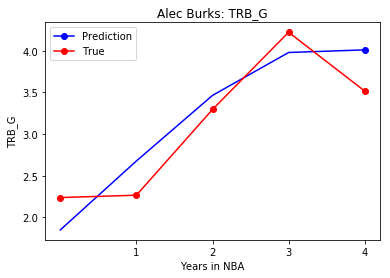 Alec Burks: TRB_G
Prediction
True
TRB_G
4.0
3.5
3.0
2.5
2.0
1
2
3
4
Years in NBA